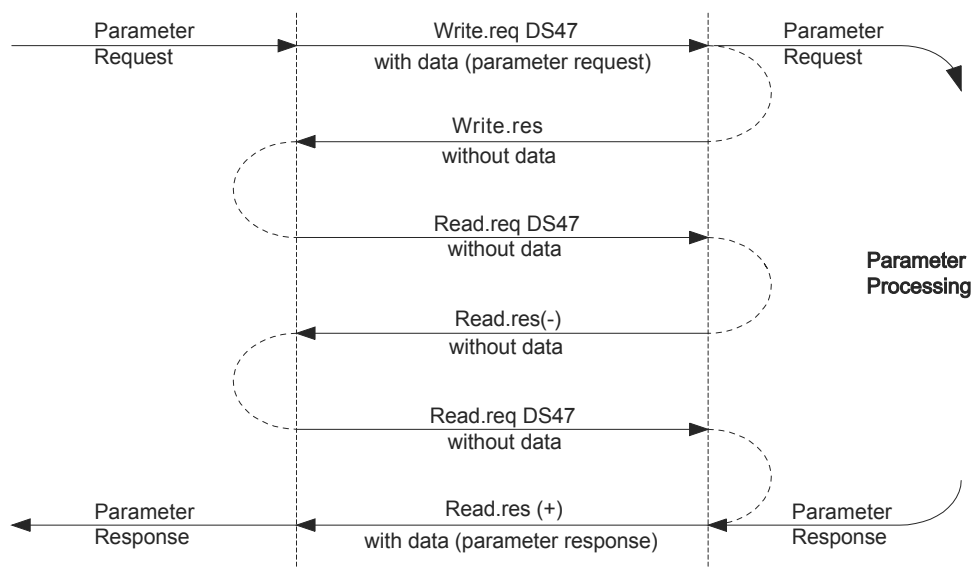 Parameter
Request
Write.req DS47
with data (parameter request)
Parameter
Request
Write.res
without data
Read.req DS47
without data
Parameter
Processing
Read.res(-)
without data
Read.req DS47
without data
Parameter
Response
Read.res (+)
with data (parameter response)
Parameter
Response